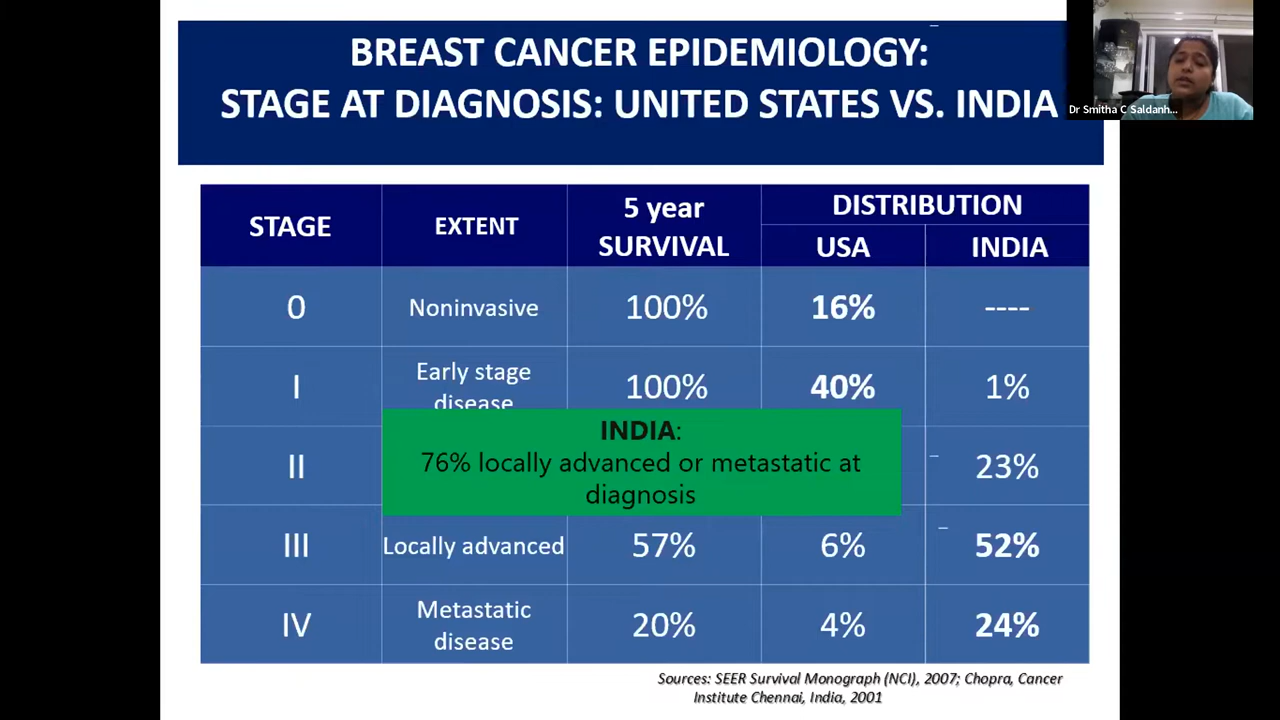 BREAST CANCER EPIDEMIOLOGY:
STAGE AT DIAGNOSIS: UNITED STATES VS. INDIA
Dr Smitha C Saldanh...
STAGE EXTENT 5 year SURVIVAL DISTRIBUTION
USA INDIA
0 Noninvasive 100% 16% ----
I Early stage disease 100% 40% 1%
INDIA:
76% locally advanced or metastatic at
diagnosis
II 23%
III Locally advanced 57% 6% 52%
IV Metastatic disease 20% 4% 24%
Sources: SEER Survival Monograph (NCI), 2007; Chopra, Cancer
Institute Chennai, India, 2001